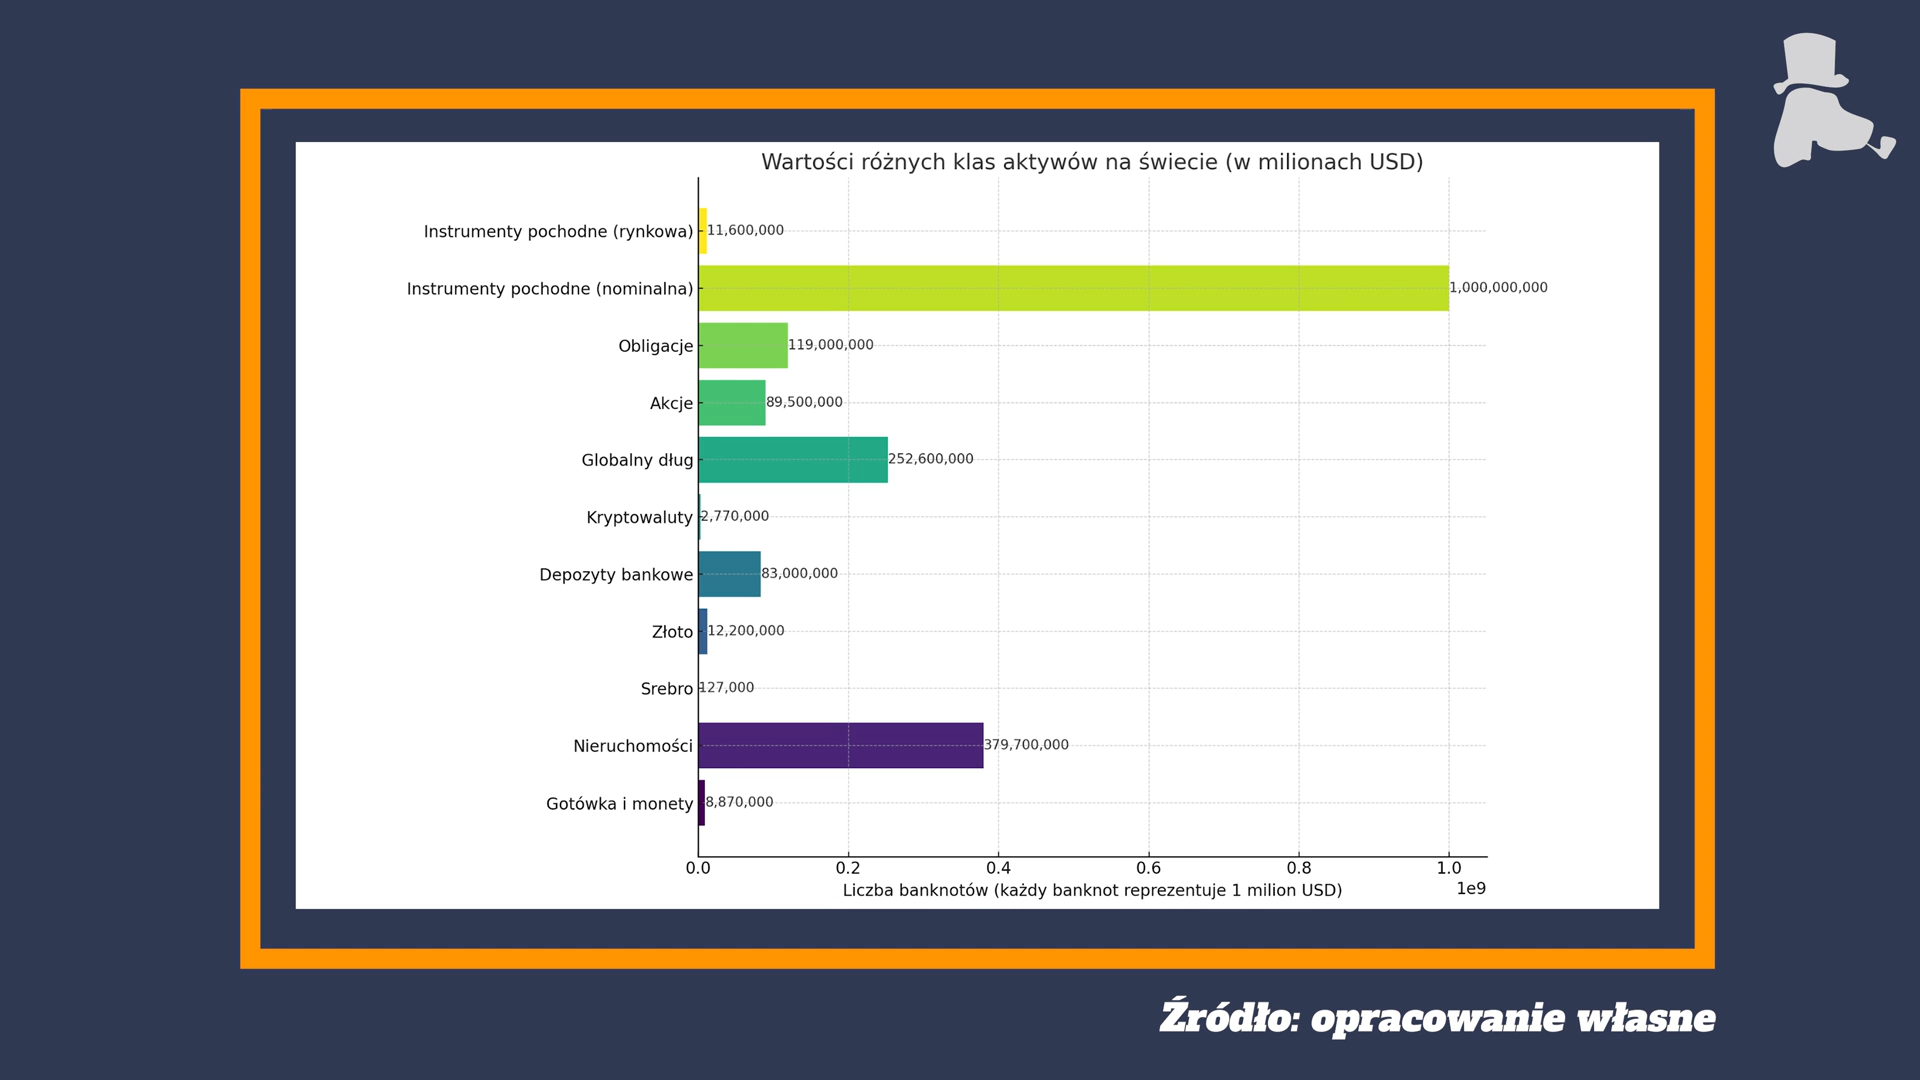 Wartości różnych klas aktywów na świecie (w milionach USD)
Instrumenty pochodne (rynkowa) 11,600,000
Instrumenty pochodne (nominalna) 1,000,000,000
Obligacje 119,000,000
Akcje 89,500,000
Globalny dług 252,600,000
Kryptowaluty 2,770,000
Depozyty bankowe 83,000,000
Złoto 12,200,000
Srebro 127,000
Nieruchomości 379,700,000
Gotówka i monety 8,870,000
0.0 0.2 0.4 0.6 0.8 1.0
1e9
Liczba banknotów (każdy banknot reprezentuje 1 milion USD)
Źródło: opracowanie własne